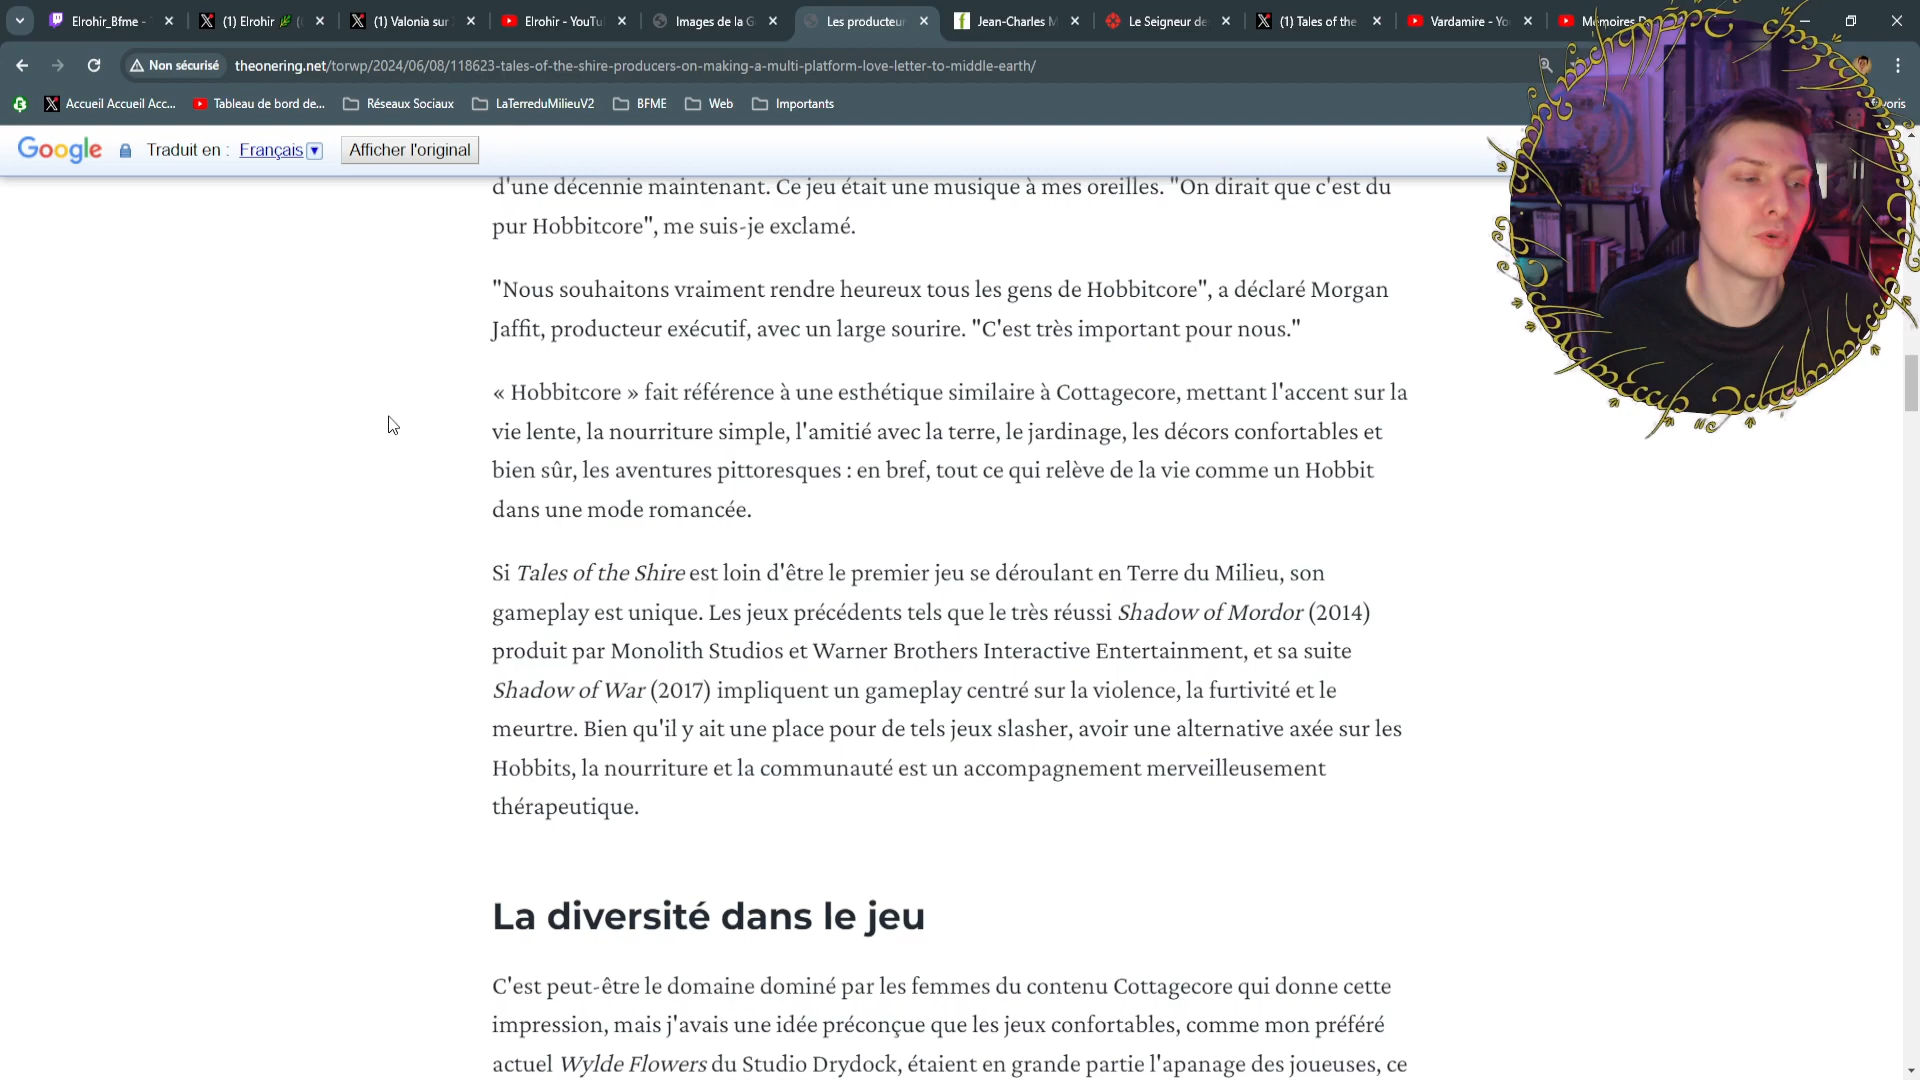 Elrohir_Bfme -
(1) Elrohir
(1) Valonia sur
Elrohir - YouTu
Images de la G
Les producteur
Jean-Charles M
Le Seigneur de
(1) Tales of the
Vardamire - Yo
Non sécurisé
theonering.net/torwp/2024/06/08/118623-tales-of-the-shire-producers-on-making-a-multi-platform-love-letter-to-middle-earth/
Accueil Accueil Acc...
Tableau de bord de...
Réseaux Sociaux
LaTerreduMilieuV2
BFME
Web
Importants
Google
Traduit en :
Français
Afficher l'original
d'une décennie maintenant. Ce jeu était une musique à mes oreilles. "On dirait que c'est du
pur Hobbitcore", me suis-je exclamé.
"Nous souhaitons vraiment rendre heureux tous les gens de Hobbitcore", a déclaré Morgan
Jaffit, producteur exécutif, avec un large sourire. "C'est très important pour nous."
« Hobbitcore » fait référence à une esthétique similaire à Cottagecore, mettant l'accent sur la
vie lente, la nourriture simple, l'amitié avec la terre, le jardinage, les décors confortables et
bien sûr, les aventures pittoresques : en bref, tout ce qui relève de la vie comme un Hobbit
dans une mode romancée.
Si Tales of the Shire est loin d'être le premier jeu se déroulant en Terre du Milieu, son
gameplay est unique. Les jeux précédents tels que le très réussi Shadow of Mordor (2014)
produit par Monolith Studios et Warner Brothers Interactive Entertainment, et sa suite
Shadow of War (2017) impliquent un gameplay centré sur la violence, la furtivité et le
meurtre. Bien qu'il y ait une place pour de tels jeux slasher, avoir une alternative axée sur les
Hobbits, la nourriture et la communauté est un accompagnement merveilleusement
thérapeutique.
La diversité dans le jeu
C'est peut-être le domaine dominé par les femmes du contenu Cottagecore qui donne cette
impression, mais j'avais une idée préconçue que les jeux confortables, comme mon préféré
actuel Wylde Flowers du Studio Drydock, étaient en grande partie l'apanage des joueuses, ce